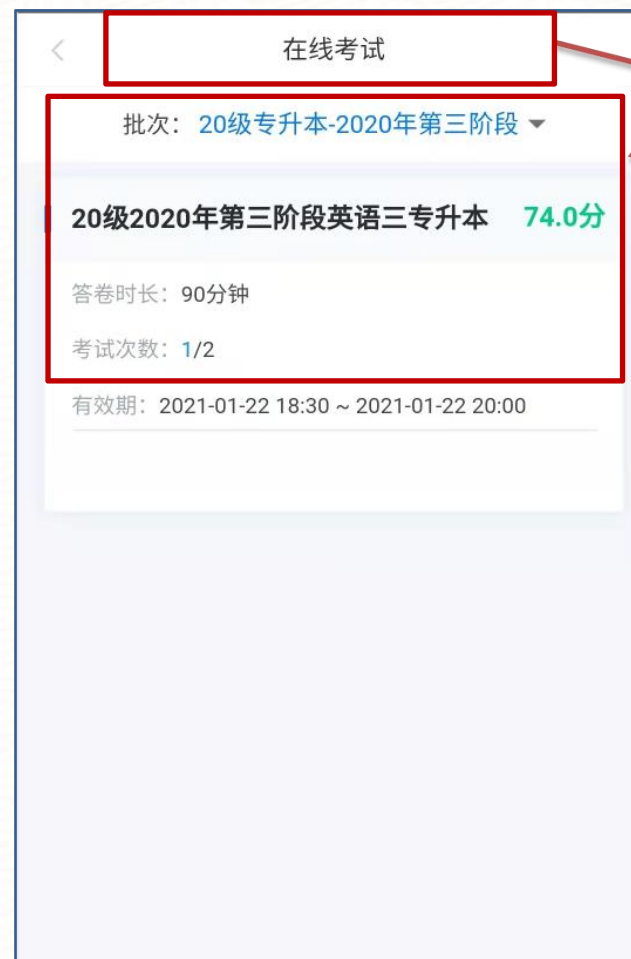 在线考试
批次： 20级专升本-2020年第三阶段
20级2020年第三阶段英语三专升本 74.0分
答卷时长：90分钟
考试次数：1/2
有效期：2021-01-22 18:30 ~ 2021-01-22 20:00